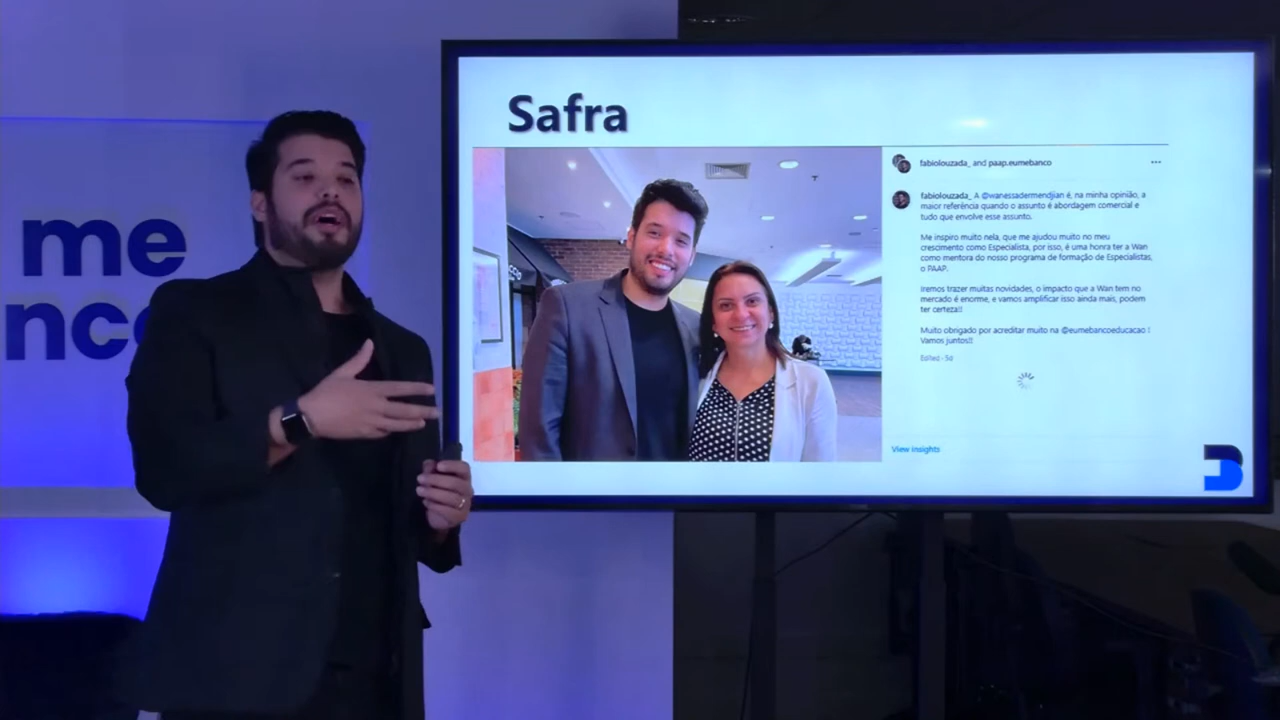 me
nco
Safra
fabiolouzada_ and paap.eumebanco
fabiolouzada_ A @wanessadermendjian é, na minha opinião, a
maior referência quando o assunto é abordagem comercial e
tudo que envolve esse assunto.
Me inspiro muito nela, que me ajudou muito no meu
crescimento como Especialista, por isso, é uma honra ter a Wan
como mentora do nosso programa de formação de Especialistas,
o PAAP.
Iremos trazer muitas novidades, o impacto que a Wan tem no
mercado é enorme, e vamos amplificar isso ainda mais, podem
ter certeza!!
Muito obrigado por acreditar muito na @eumebancoeducacao !
Vamos juntos!!
Edited · 5d
View insights